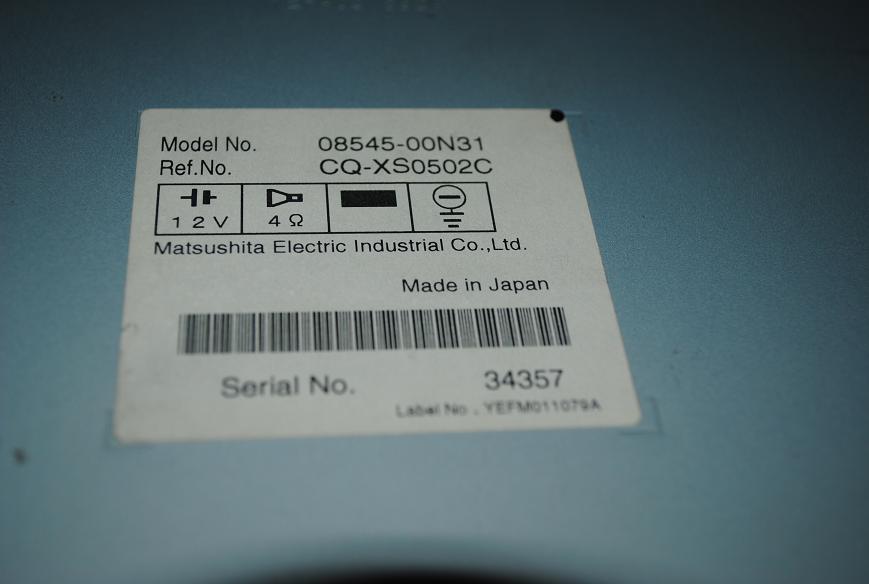 Model No. 08545-00N31
Ref.No. CQ-XS0502C
12V 4Ω
Matsushita Electric Industrial Co.,Ltd.
Made in Japan
Serial No. 34357
Label No. YEFM011079A